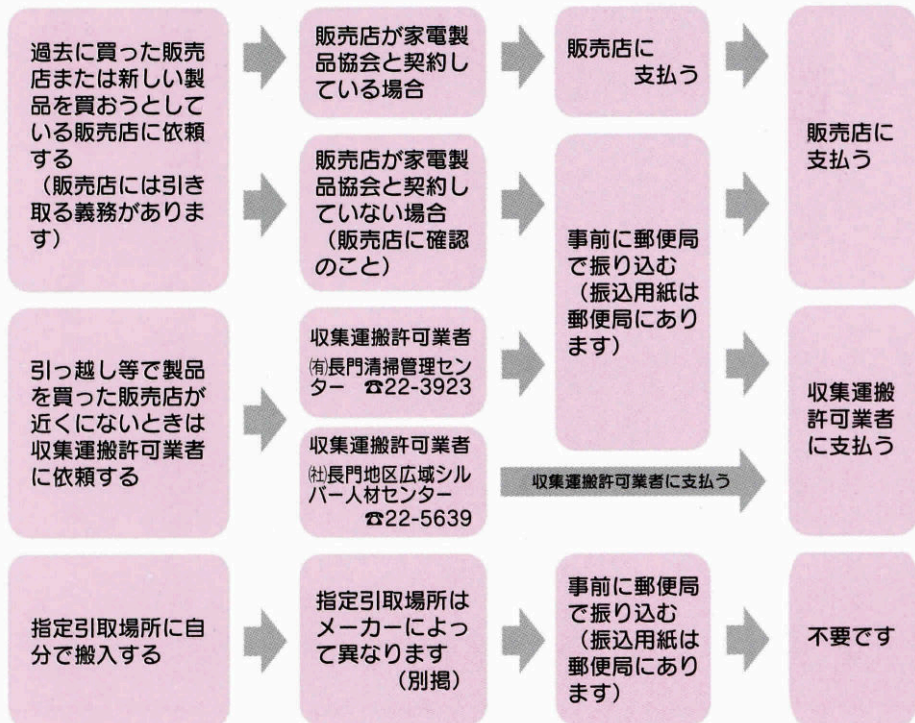 過去に買った販売
店または新しい製
品を買おうとして
いる販売店に依頼
する
（販売店には引き
取る義務がありま
す）
販売店が家電製
品協会と契約し
ている場合
販売店に
支払う
販売店が家電製
品協会と契約し
ていない場合
（販売店に確認
のこと）
事前に郵便局
で振り込む
（振込用紙は
郵便局にあり
ます）
販売店に
支払う
引っ越し等で製品
を買った販売店が
近くにないときは
収集運搬許可業者
に依頼する
収集運搬許可業者
㈲長門清掃管理セン
ター　☎22-3923
収集運搬許可業者
㈳長門地区広域シル
バー人材センター
☎22-5639
収集運搬許可業者に支払う
収集運搬
許可業者
に支払う
指定引取場所に自
分で搬入する
指定引取場所は
メーカーによっ
て異なります
（別掲）
事前に郵便局
で振り込む
（振込用紙は
郵便局にあり
ます）
不要です